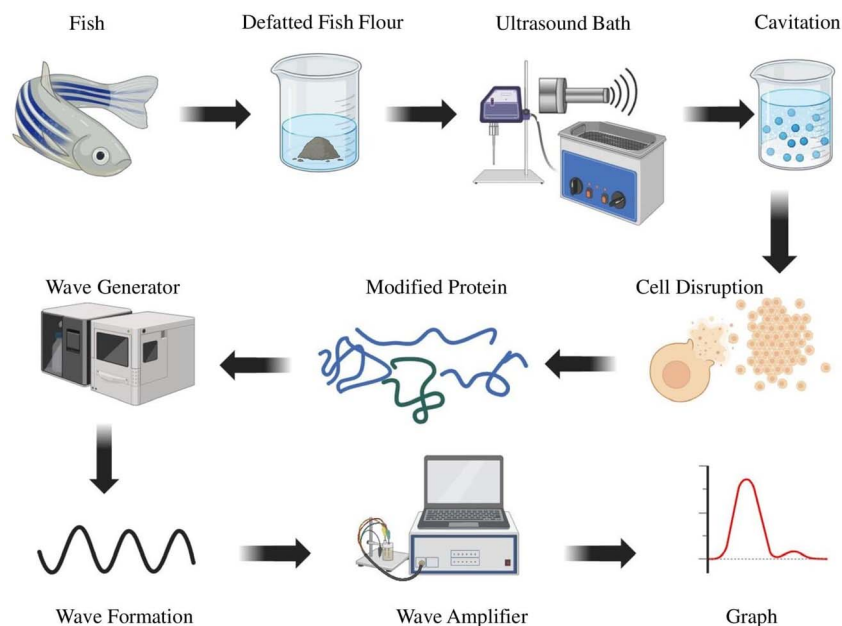 Fish
Defatted Fish Flour
Ultrasound Bath
Cavitation
Wave Generator
Modified Protein
Cell Disruption
Wave Formation
Wave Amplifier
Graph